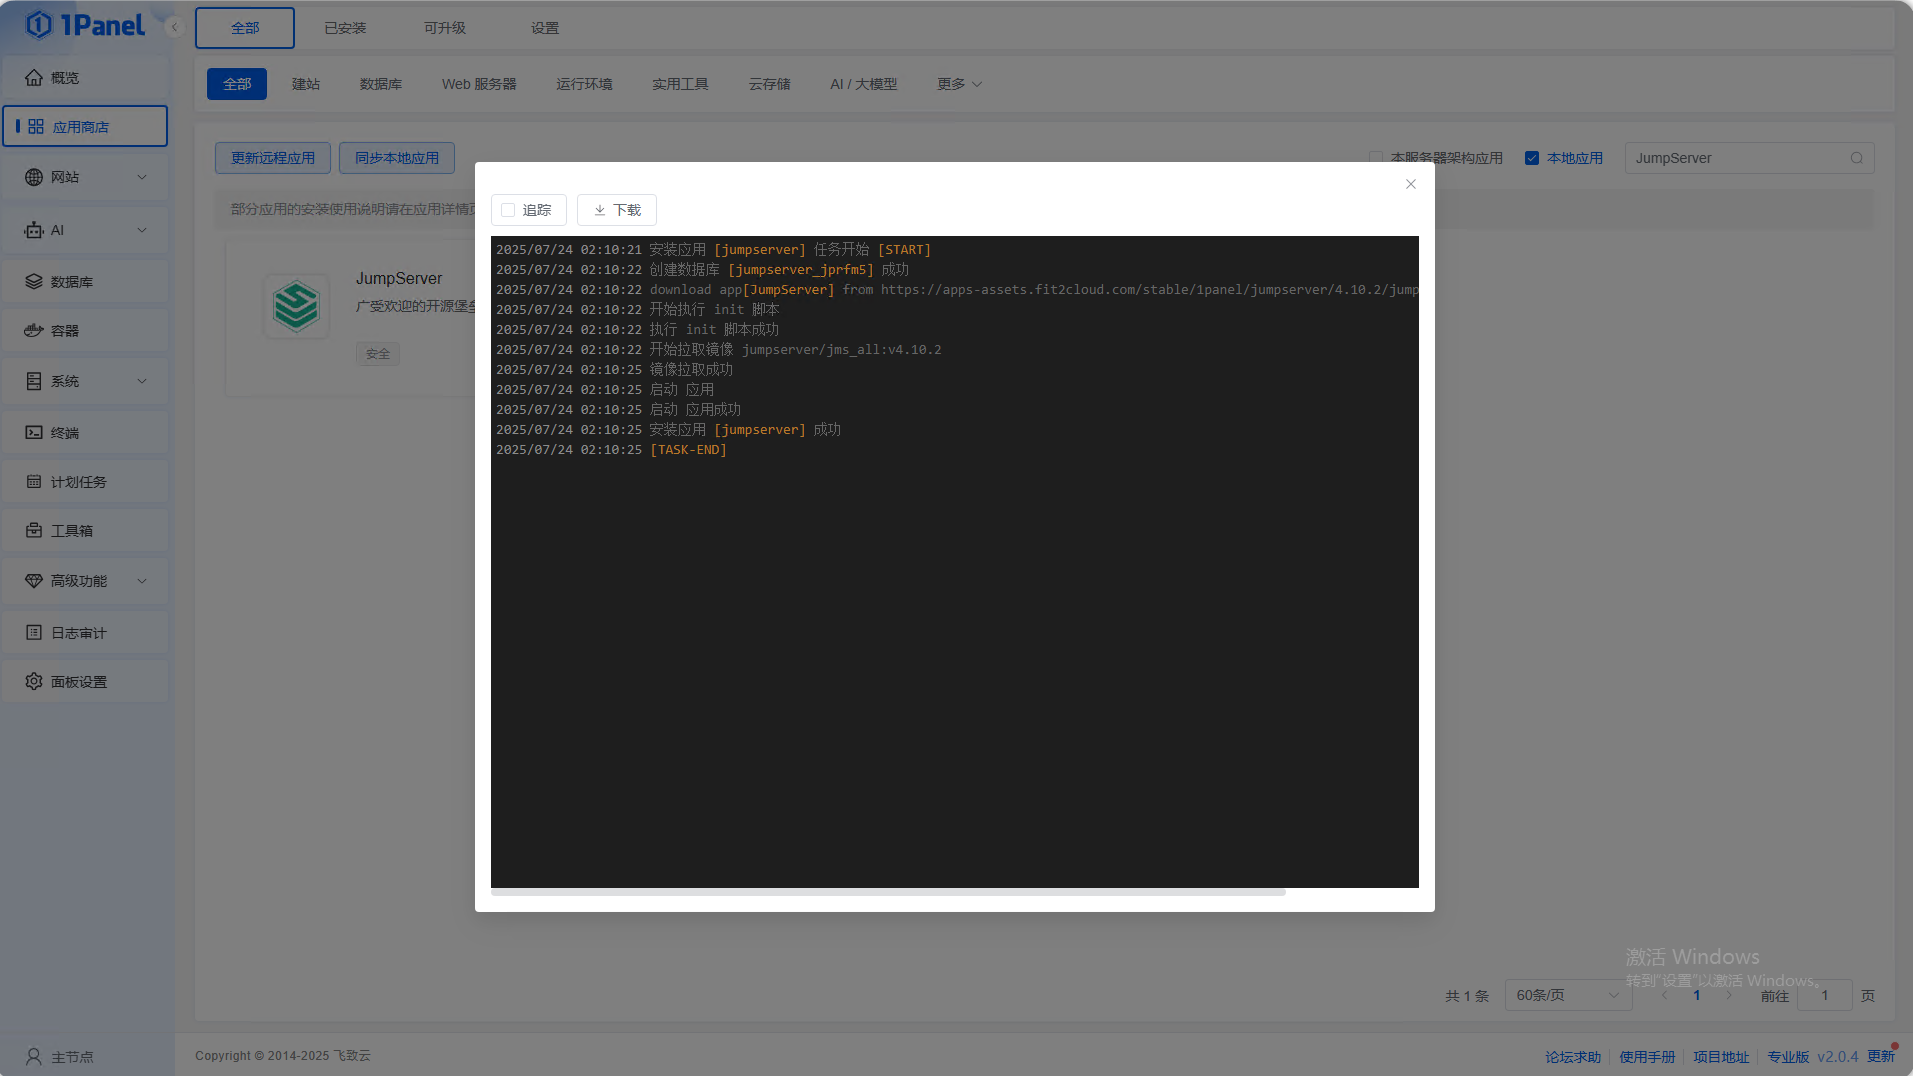 1Panel
概览
应用商店
网站
AI
数据库
容器
系统
终端
计划任务
工具箱
高级功能
日志审计
面板设置
主节点
全部
已安装
可升级
设置
全部
建站
数据库
Web 服务器
运行环境
实用工具
云存储
AI / 大模型
更多
更新远程应用
同步本地应用
本服务器架构应用
本地应用
JumpServer
部分应用的安装使用说明请在应用详情页
JumpServer
广受欢迎的开源堡垒
安全
追踪
下载
2025/07/24 02:10:21 安装应用 [jumpserver] 任务开始 [START]
2025/07/24 02:10:22 创建数据库 [jumpserver_jprfm5] 成功
2025/07/24 02:10:22 download app[JumpServer] from https://apps-assets.fit2cloud.com/stable/1panel/jumpserver/4.10.2/jump
2025/07/24 02:10:22 开始执行 init 脚本
2025/07/24 02:10:22 执行 init 脚本成功
2025/07/24 02:10:22 开始拉取镜像 jumpserver/jms_all:v4.10.2
2025/07/24 02:10:25 镜像拉取成功
2025/07/24 02:10:25 启动 应用
2025/07/24 02:10:25 启动 应用成功
2025/07/24 02:10:25 安装应用 [jumpserver] 成功
2025/07/24 02:10:25 [TASK-END]
激活 Windows
转到"设置"以激活 Windows。
共 1 条
60条/页
1
前往
1
页
Copyright © 2014-2025 飞致云
论坛求助
使用手册
项目地址
专业版
v2.0.4
更新